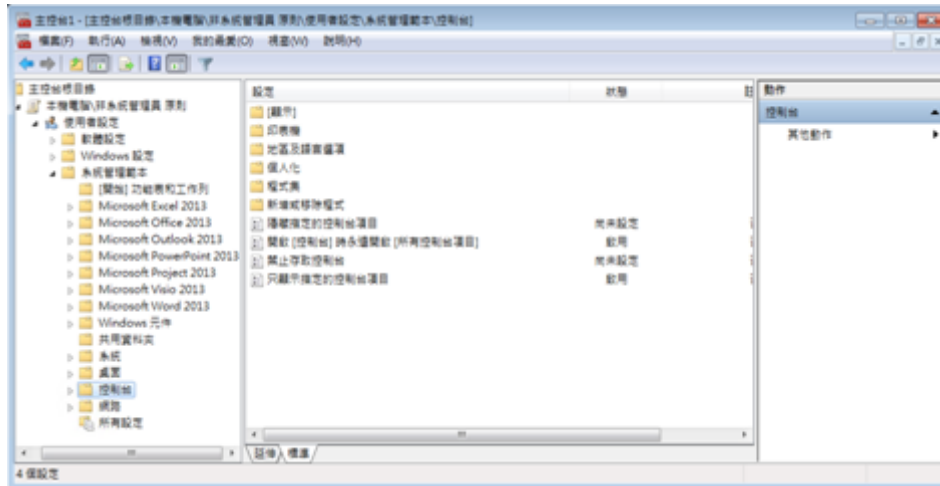 主控台1 - [主控台根目錄\本機電腦\非系統管理員 原則\使用者設定\系統管理範本\控制台]
檔案(F) 執行(A) 檢視(V) 我的最愛(O) 視窗(W) 說明(H)
主控台根目錄
本機電腦\非系統管理員 原則
使用者設定
軟體設定
Windows 設定
系統管理範本
[開始] 功能表和工作列
Microsoft Excel 2013
Microsoft Office 2013
Microsoft Outlook 2013
Microsoft PowerPoint 2013
Microsoft Project 2013
Microsoft Visio 2013
Microsoft Word 2013
Windows 元件
共用資料夾
系統
桌面
控制台
網路
所有設定
設定 狀態
[顯示]
印表機
地區及語言選項
個人化
程式集
新增或移除程式
隱藏指定的控制台項目 尚未設定
開啟 [控制台] 時永遠開啟 [所有控制台項目] 啟用
禁止存取控制台 尚未設定
只顯示指定的控制台項目 啟用
延伸 標準
動作
控制台
其他動作
4 個設定